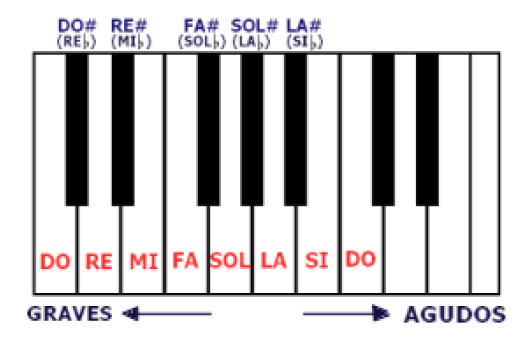 DO# RE# FA# SOL# LA#
(RE♭) (MI♭) (SOL♭) (LA♭) (SI♭)
DO RE MI FA SOL LA SI DO
GRAVES AGUDOS